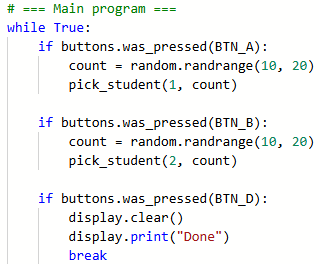 # === Main program ===
while True:
    if buttons.was_pressed(BTN_A):
        count = random.randrange(10, 20)
        pick_student(1, count)

    if buttons.was_pressed(BTN_B):
        count = random.randrange(10, 20)
        pick_student(2, count)

    if buttons.was_pressed(BTN_D):
        display.clear()
        display.print("Done")
        break